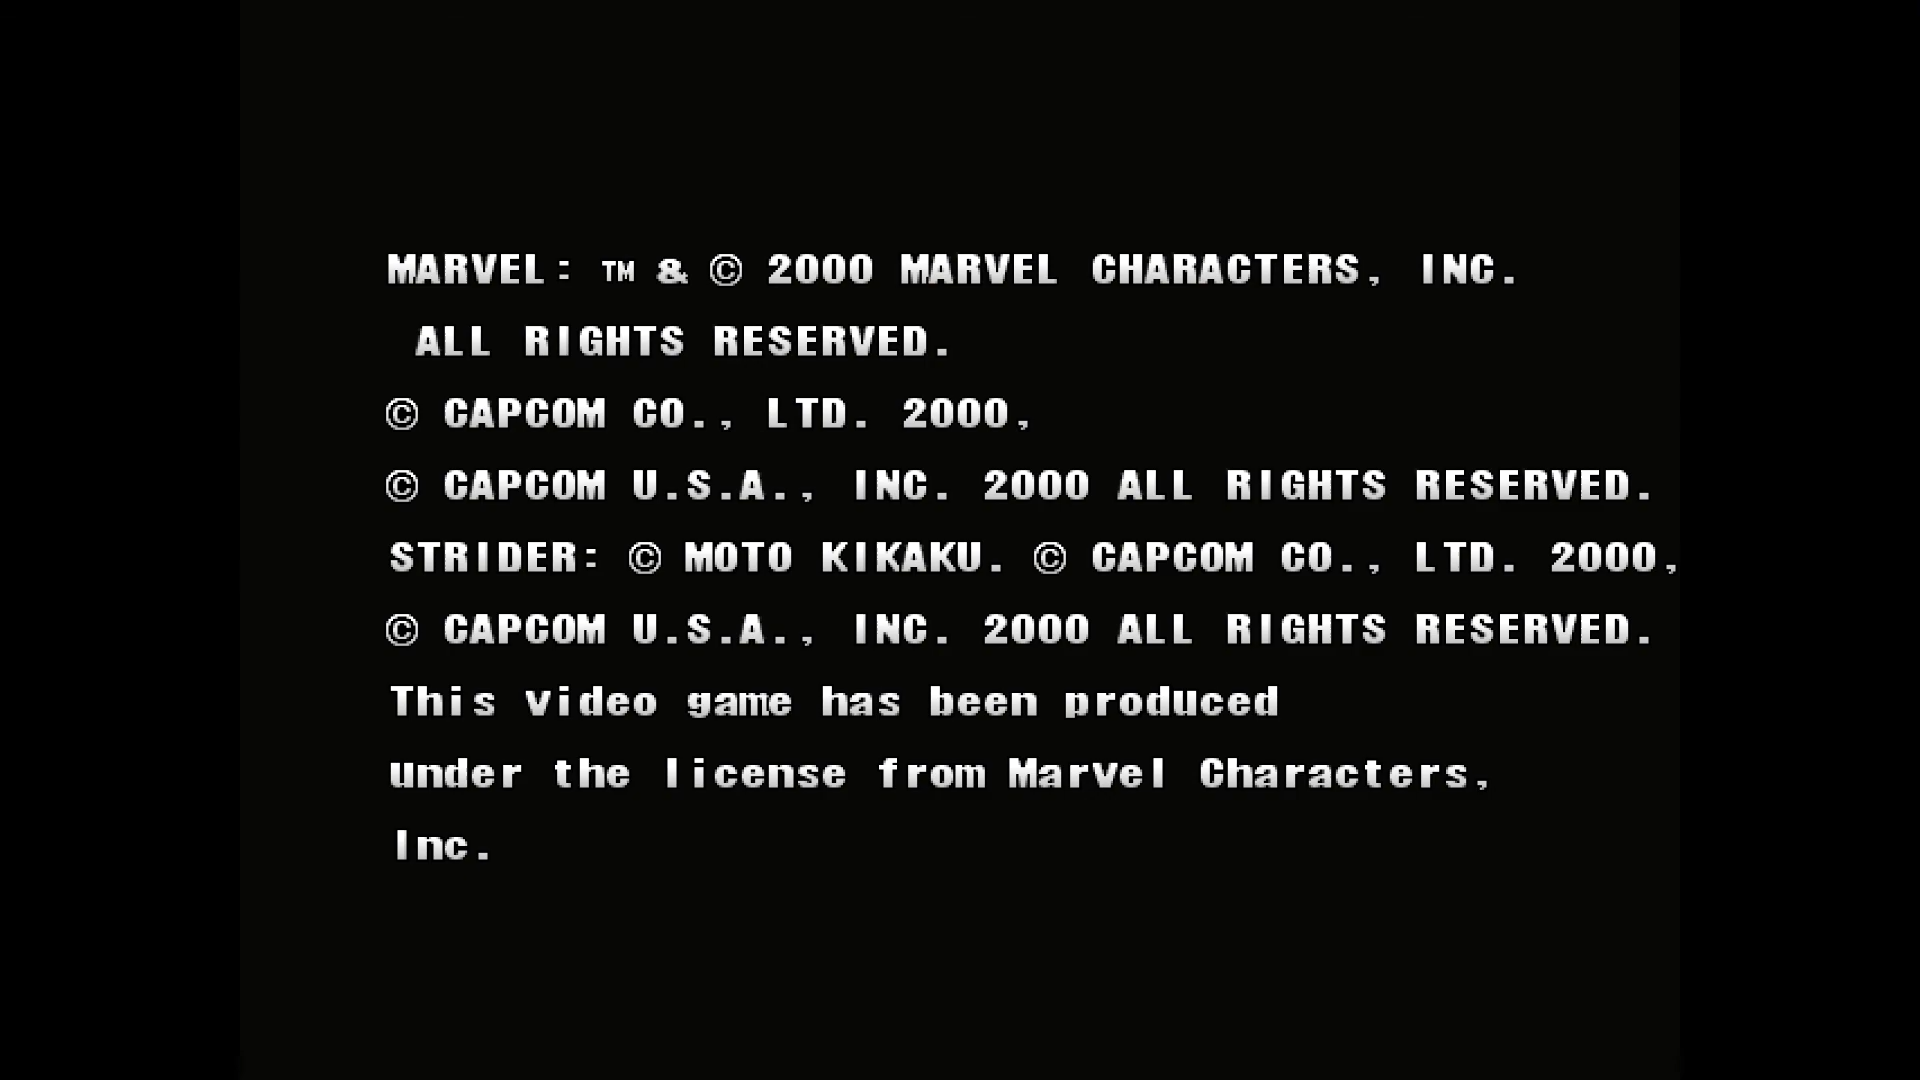 MARVEL: ™ & © 2000 MARVEL CHARACTERS, INC.
ALL RIGHTS RESERVED.
© CAPCOM CO., LTD. 2000,
© CAPCOM U.S.A., INC. 2000 ALL RIGHTS RESERVED.
STRIDER: © MOTO KIKAKU. © CAPCOM CO., LTD. 2000,
© CAPCOM U.S.A., INC. 2000 ALL RIGHTS RESERVED.
This video game has been produced
under the license from Marvel Characters,
Inc.